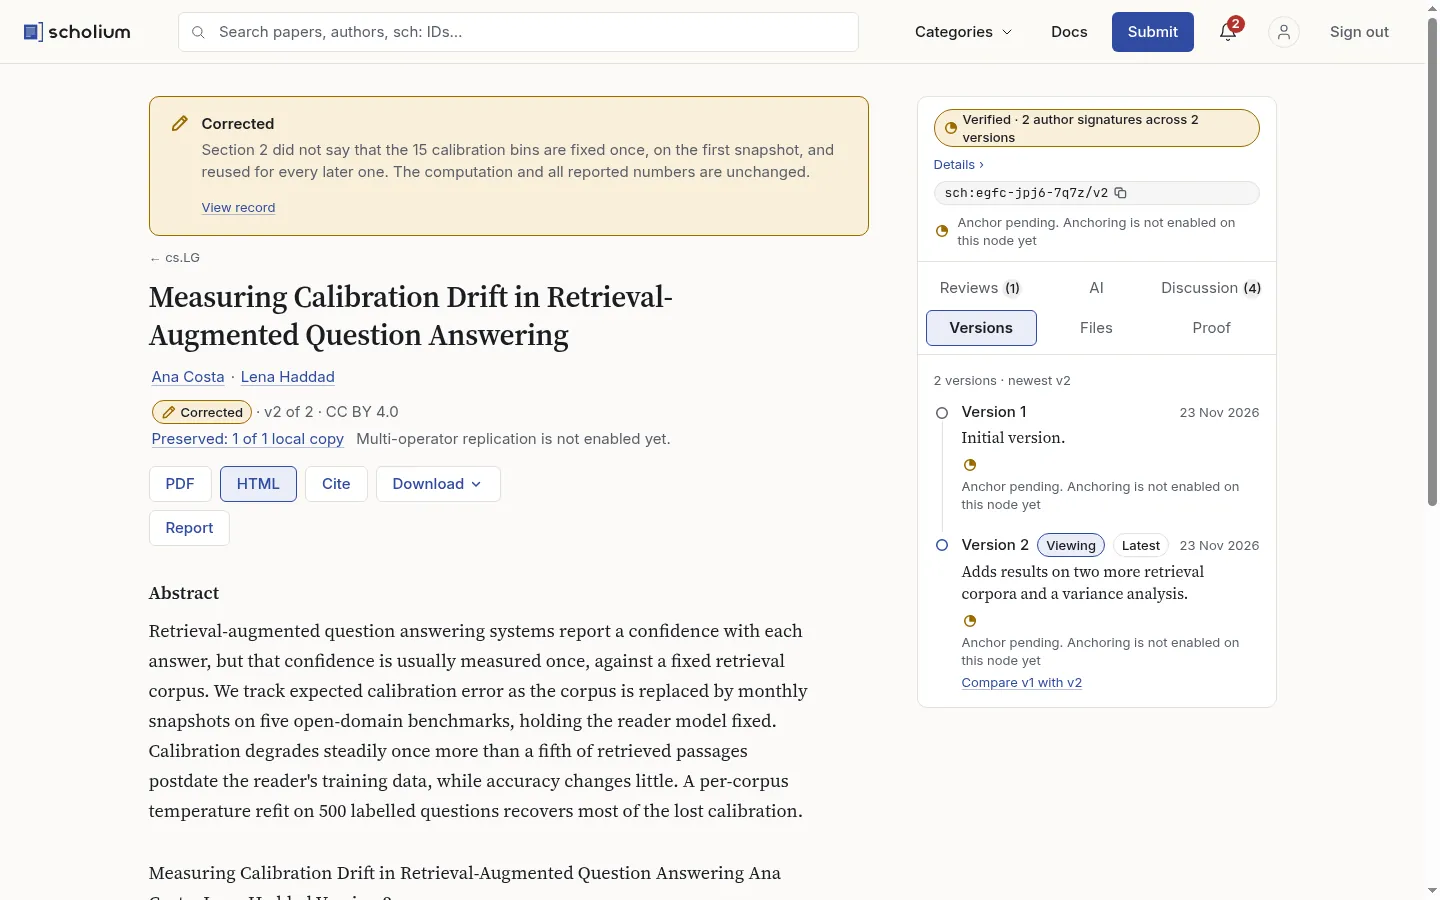 scholium
Search papers, authors, sch: IDs...
Categories
Docs
Submit
2
Sign out
Corrected
Section 2 did not say that the 15 calibration bins are fixed once, on the first snapshot, and
reused for every later one. The computation and all reported numbers are unchanged.
View record
← cs.LG
Measuring Calibration Drift in Retrieval-
Augmented Question Answering
Ana Costa · Lena Haddad
Corrected · v2 of 2 · CC BY 4.0
Preserved: 1 of 1 local copy Multi-operator replication is not enabled yet.
PDF
HTML
Cite
Download
Report
Abstract
Retrieval-augmented question answering systems report a confidence with each
answer, but that confidence is usually measured once, against a fixed retrieval
corpus. We track expected calibration error as the corpus is replaced by monthly
snapshots on five open-domain benchmarks, holding the reader model fixed.
Calibration degrades steadily once more than a fifth of retrieved passages
postdate the reader's training data, while accuracy changes little. A per-corpus
temperature refit on 500 labelled questions recovers most of the lost calibration.
Measuring Calibration Drift in Retrieval-Augmented Question Answering Ana
Verified · 2 author signatures across 2
versions
Details ›
sch:egfc-jpj6-7q7z/v2
Anchor pending. Anchoring is not enabled on
this node yet
Reviews (1)
AI
Discussion (4)
Versions
Files
Proof
2 versions · newest v2
Version 1 23 Nov 2026
Initial version.
Anchor pending. Anchoring is not enabled on
this node yet
Version 2 Viewing Latest 23 Nov 2026
Adds results on two more retrieval
corpora and a variance analysis.
Anchor pending. Anchoring is not enabled on
this node yet
Compare v1 with v2